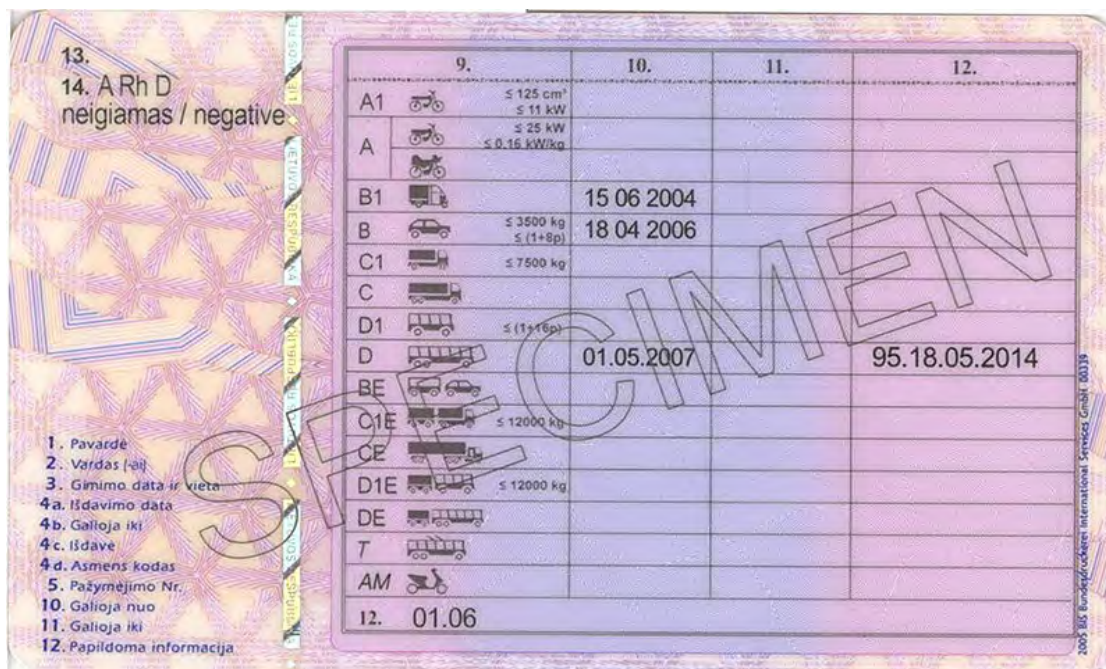 13.
14. A Rh D
neigiamas / negative
9. 10. 11. 12.
A1 ≤ 125 cm³
≤ 11 kW
A ≤ 25 kW
≤ 0,16 kW/kg
B1 15 06 2004
B ≤ 3500 kg
≤ (1+8p) 18 04 2006
C1 ≤ 7500 kg
C
D1 ≤ (1+16p)
D 01.05.2007 95.18.05.2014
BE
C1E ≤ 12000 kg
CE
D1E ≤ 12000 kg
DE
T
AM
12. 01.06
1. Pavardė
2. Vardas (-ai)
3. Gimimo data ir vieta
4a. Išdavimo data
4b. Galioja iki
4c. Išdavė
4d. Asmens kodas
5. Pažymėjimo Nr.
10. Galioja nuo
11. Galioja iki
12. Papildoma informacija
SPECIMEN
2005 BIS Bundesdruckerei International Services GmbH 00339